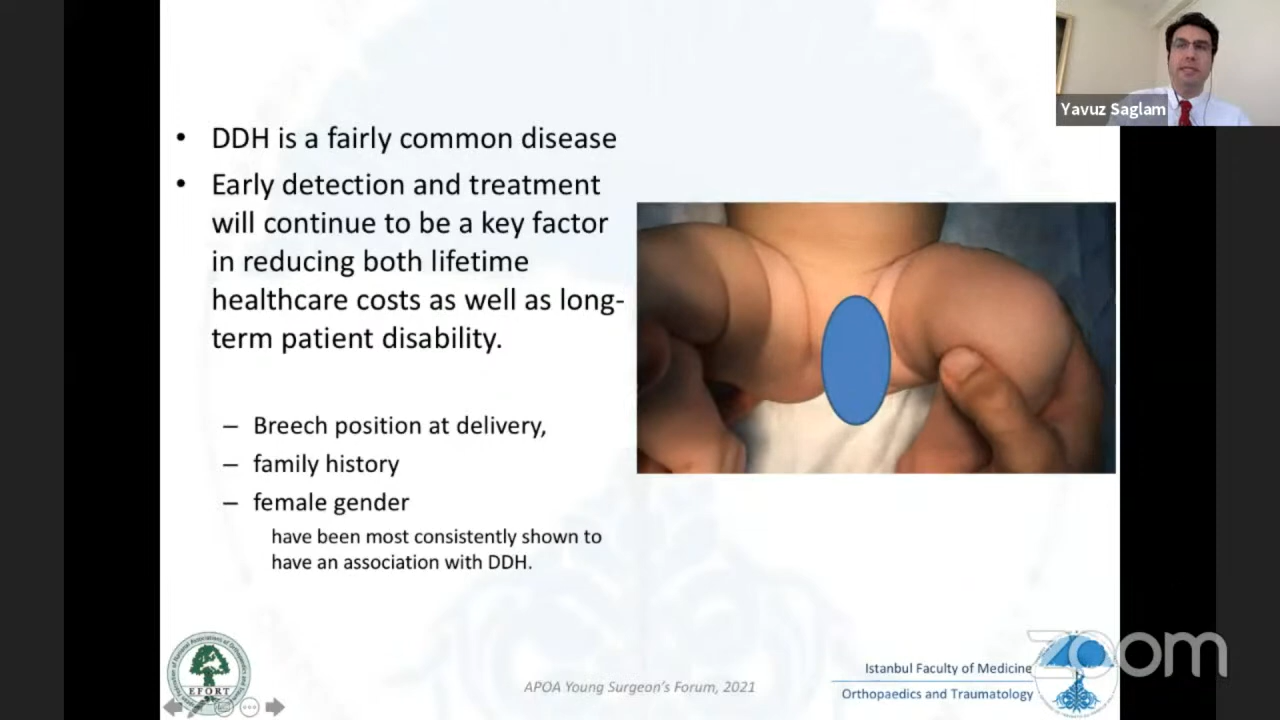 Yavuz Saglam
• DDH is a fairly common disease
• Early detection and treatment
will continue to be a key factor
in reducing both lifetime
healthcare costs as well as long-
term patient disability.
– Breech position at delivery,
– family history
– female gender
have been most consistently shown to
have an association with DDH.
EFORT
APOA Young Surgeon's Forum, 2021
Istanbul Faculty of Medicine
Orthopaedics and Traumatology
zoom